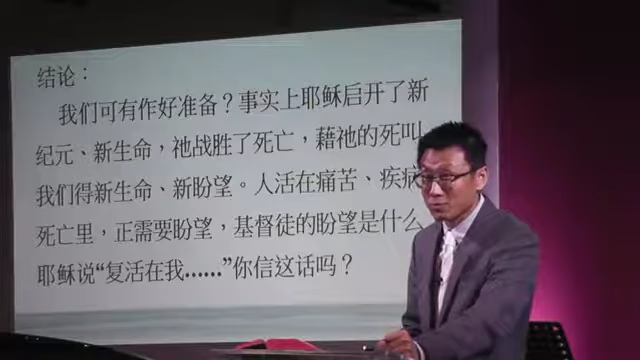 结论：
我们可有作好准备？事实上耶稣启开了新
纪元、新生命，祂战胜了死亡，藉祂的死叫
我们得新生命、新盼望。人活在痛苦、疾病
死亡里，正需要盼望，基督徒的盼望是什么
耶稣说“复活在我......”你信这话吗？